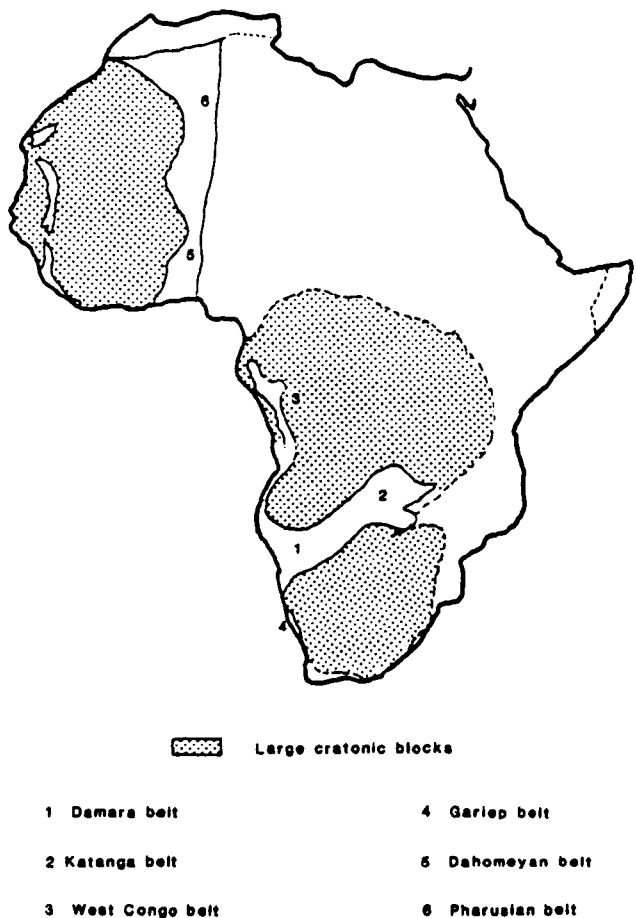 6
5
3
2
1
4
Large cratonic blocks
1 Damara belt
2 Katanga belt
3 West Congo belt
4 Gariep belt
5 Dahomeyan belt
6 Pharusian belt